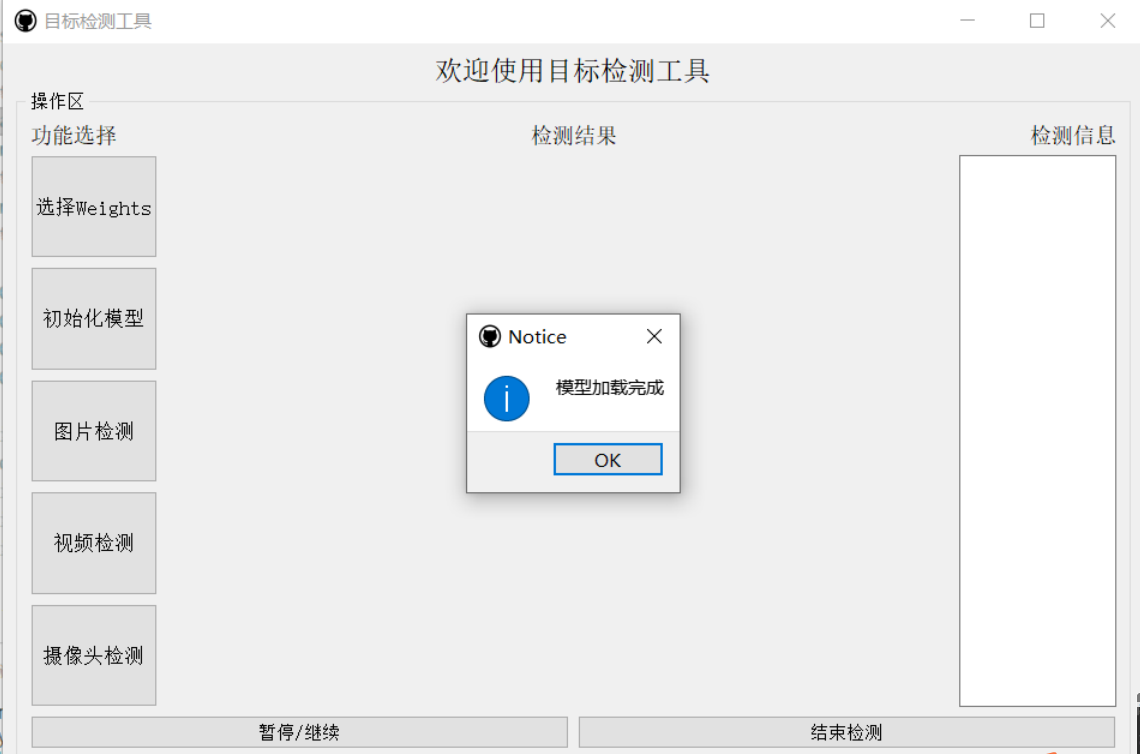 目标检测工具
欢迎使用目标检测工具
操作区
功能选择
检测结果
检测信息
选择Weights
初始化模型
图片检测
视频检测
摄像头检测
Notice
模型加载完成
OK
暂停/继续
结束检测